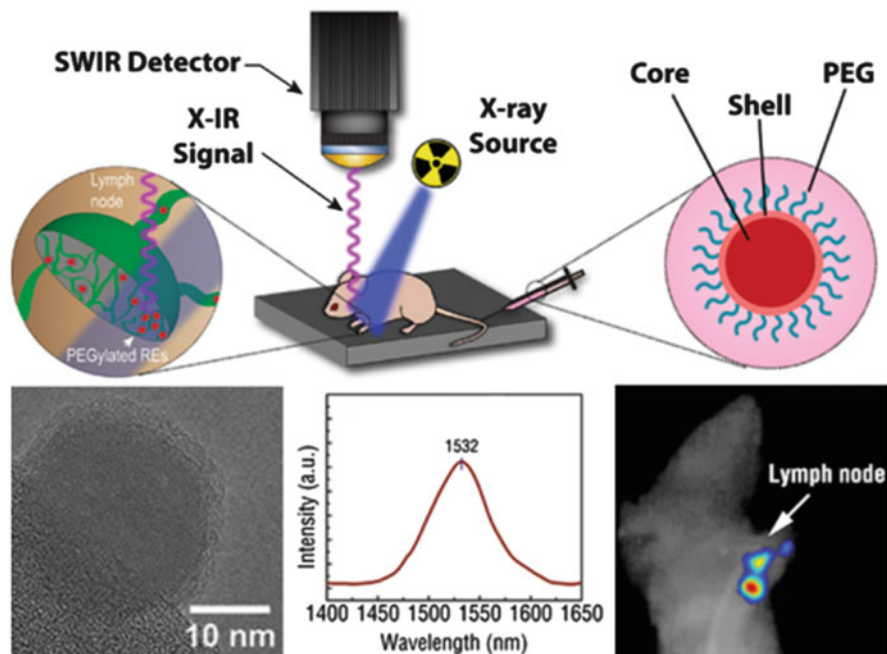 SWIR Detector
X-IR
Signal
X-ray
Source
Core
Shell
PEG
Lymph
node
PEGylated REs
10 nm
1532
Intensity (a.u.)
1400 1450 1500 1550 1600 1650
Wavelength (nm)
Lymph node